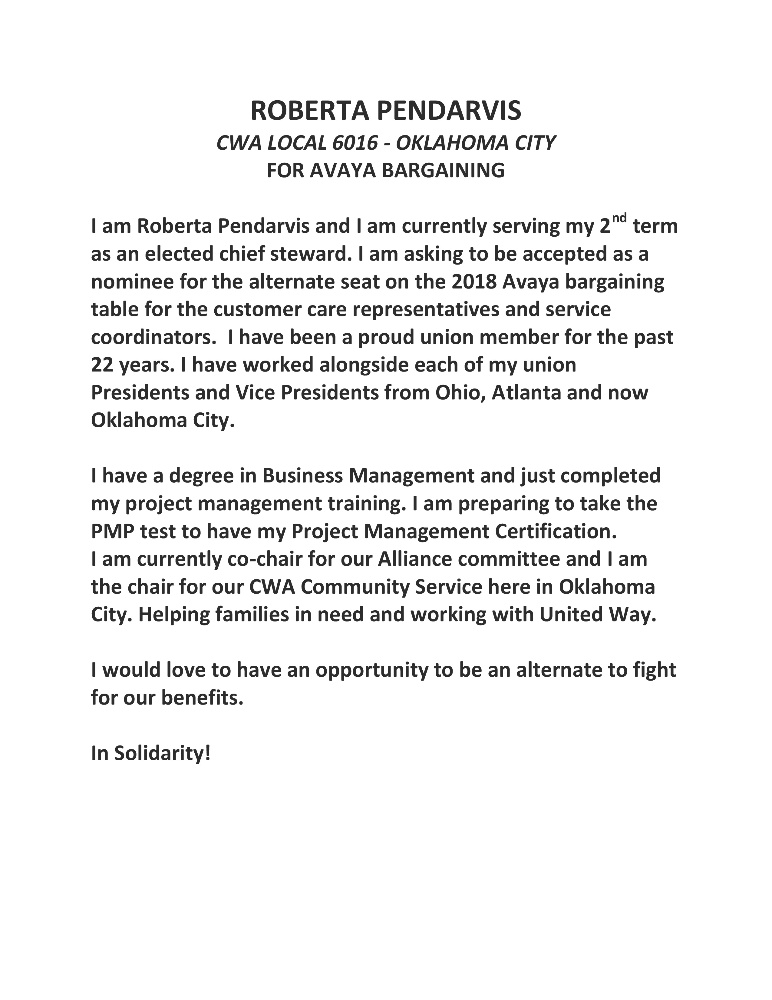 ROBERTA PENDARVIS
CWA LOCAL 6016 - OKLAHOMA CITY
FOR AVAYA BARGAINING
I am Roberta Pendarvis and I am currently serving my 2nd term
as an elected chief steward. I am asking to be accepted as a
nominee for the alternate seat on the 2018 Avaya bargaining
table for the customer care representatives and service
coordinators.  I have been a proud union member for the past
22 years. I have worked alongside each of my union
Presidents and Vice Presidents from Ohio, Atlanta and now
Oklahoma City.
I have a degree in Business Management and just completed
my project management training. I am preparing to take the
PMP test to have my Project Management Certification.
I am currently co-chair for our Alliance committee and I am
the chair for our CWA Community Service here in Oklahoma
City. Helping families in need and working with United Way.
I would love to have an opportunity to be an alternate to fight
for our benefits.
In Solidarity!